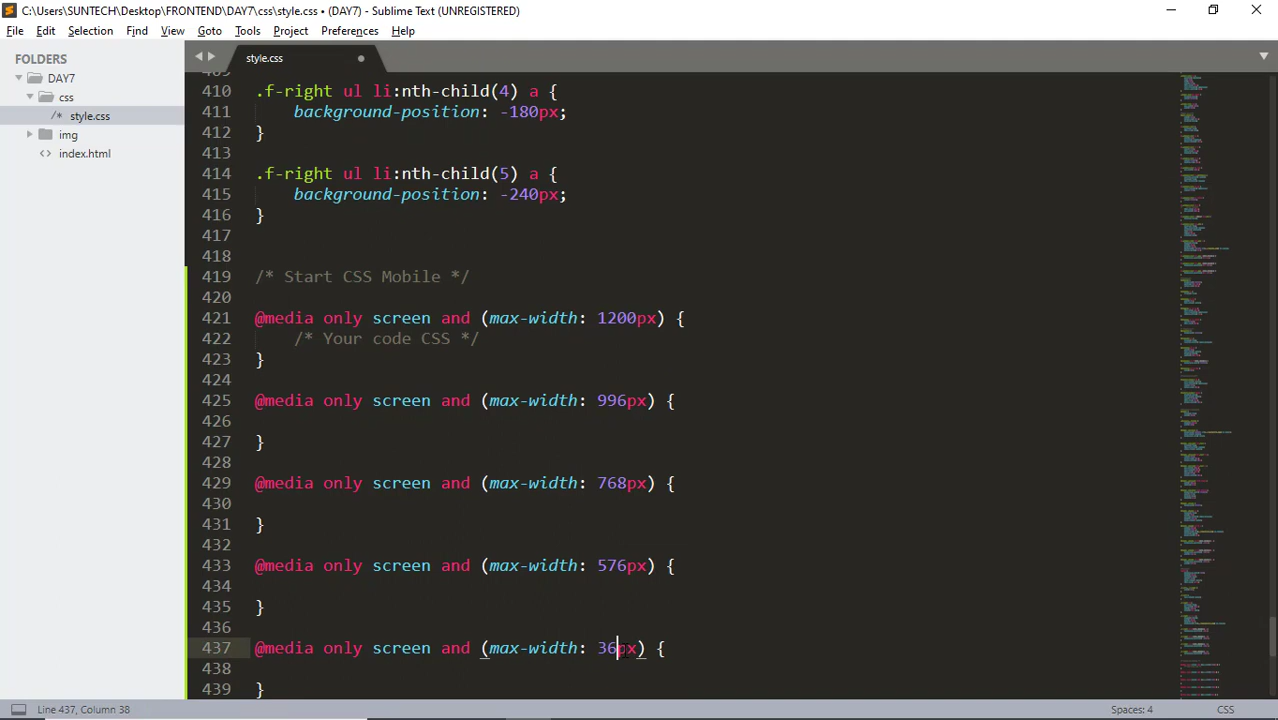 C:\Users\SUNTECH\Desktop\FRONTEND\DAY7\css\style.css • (DAY7) - Sublime Text (UNREGISTERED)
File Edit Selection Find View Goto Tools Project Preferences Help
FOLDERS
DAY7
css
/* style.css
img
<> index.html
style.css
410 .f-right ul li:nth-child(4) a {
411 background-position: -180px;
412 }
413
414 .f-right ul li:nth-child(5) a {
415 background-position: -240px;
416 }
417
418
419 /* Start CSS Mobile */
420
421 @media only screen and (max-width: 1200px) {
422 /* Your code CSS */
423 }
424
425 @media only screen and (max-width: 996px) {
426
427 }
428
429 @media only screen and (max-width: 768px) {
430
431 }
432
433 @media only screen and (max-width: 576px) {
434
435 }
436
437 @media only screen and (max-width: 36px) {
438
439 }
Line 437, Column 38
Spaces: 4
CSS